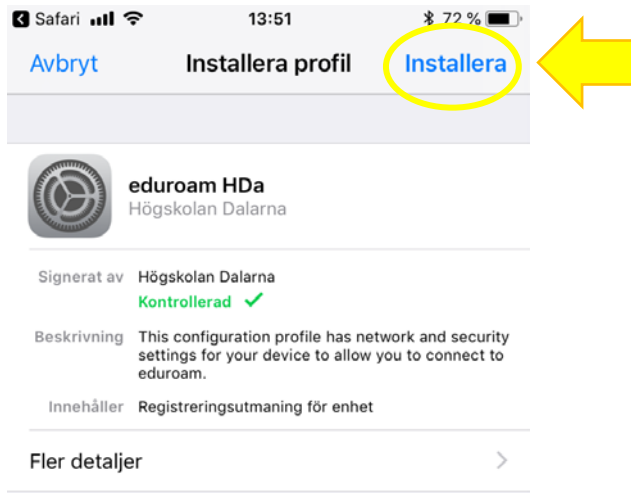 Safari 13:51 72 %
Avbryt Installera profil Installera
eduroam HDa
Högskolan Dalarna
Signerat av Högskolan Dalarna
Kontrollerad
Beskrivning This configuration profile has network and security
settings for your device to allow you to connect to
eduroam.
Innehåller Registreringsutmaning för enhet
Fler detaljer